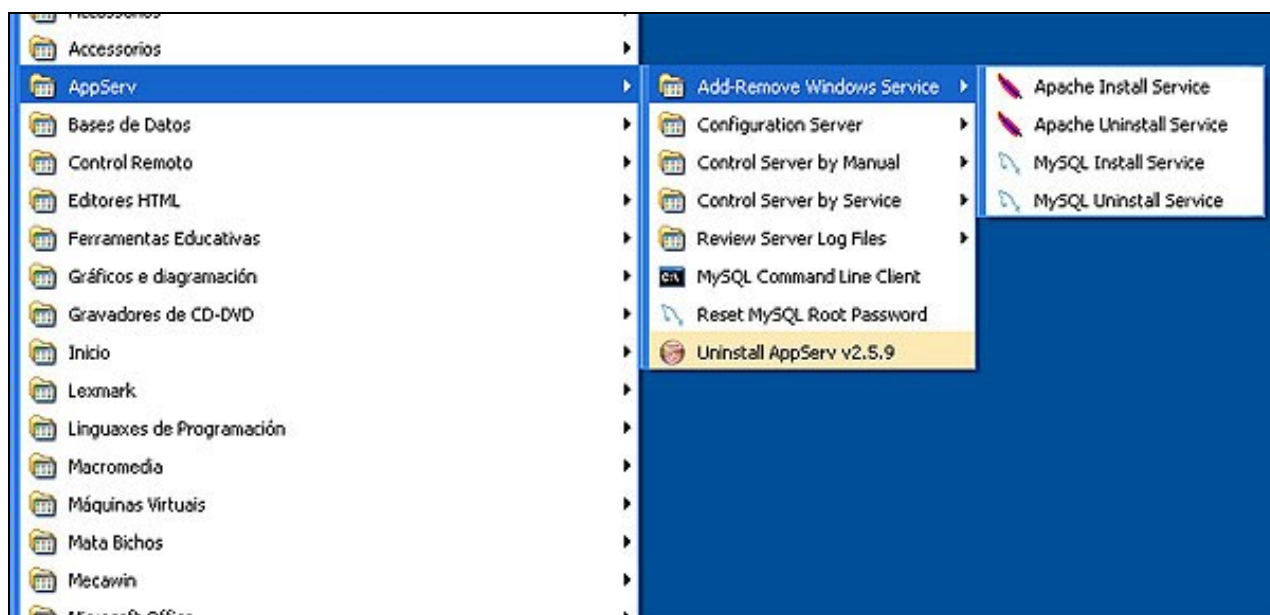 Accessorios
AppServ
Bases de Datos
Control Remoto
Editores HTML
Ferramentas Educativas
Gráficos e diagramación
Gravadores de CD-DVD
Inicio
Lexmark
Linguaxes de Programación
Macromedia
Máquinas Virtuais
Mata Bichos
Mecawin
Microsoft Office
Add-Remove Windows Service
Configuration Server
Control Server by Manual
Control Server by Service
Review Server Log Files
MySQL Command Line Client
Reset MySQL Root Password
Uninstall AppServ v2.5.9
Apache Install Service
Apache Uninstall Service
MySQL Install Service
MySQL Uninstall Service